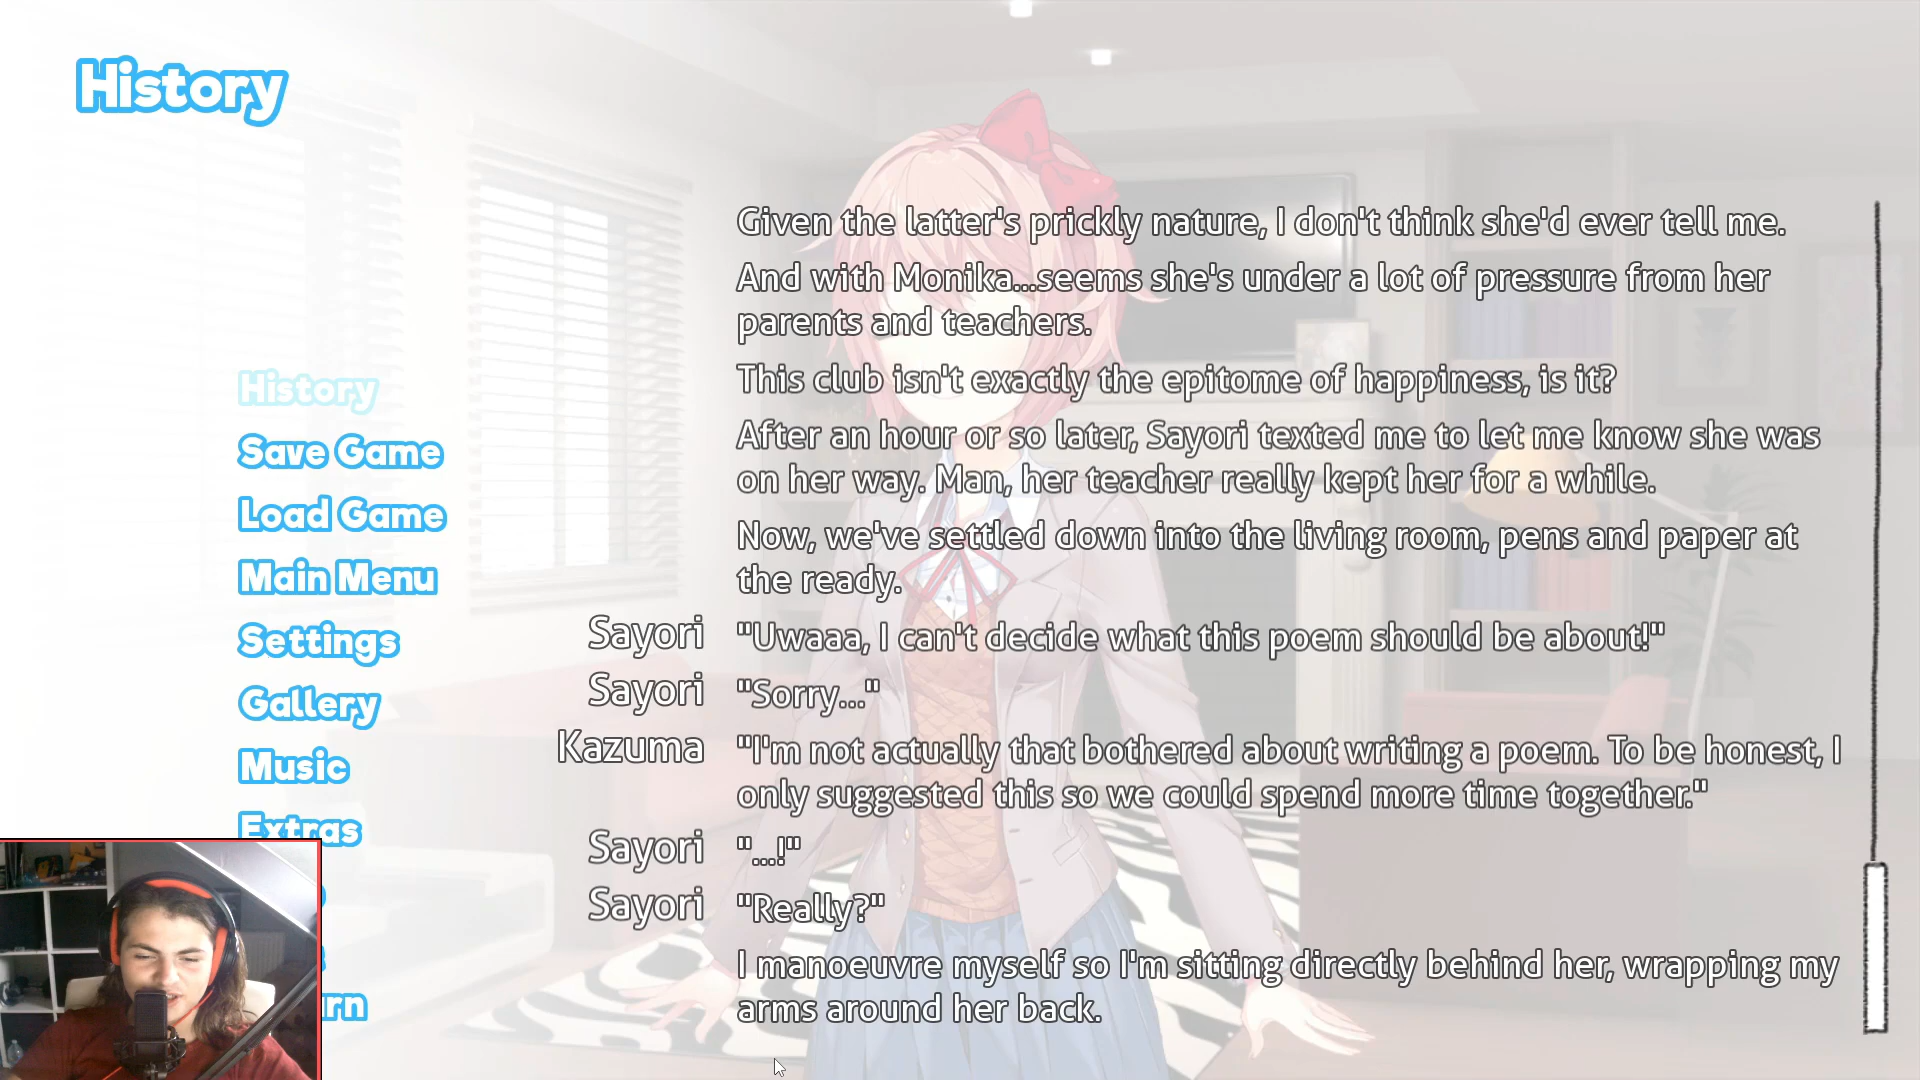 History
History
Save Game
Load Game
Main Menu
Settings
Gallery
Music
Extras
Given the latter's prickly nature, I don't think she'd ever tell me.
And with Monika...seems she's under a lot of pressure from her
parents and teachers.
This club isn't exactly the epitome of happiness, is it?
After an hour or so later, Sayori texted me to let me know she was
on her way. Man, her teacher really kept her for a while.
Now, we've settled down into the living room, pens and paper at
the ready.
Sayori "Uwaaa, I can't decide what this poem should be about!"
Sayori "Sorry..."
Kazuma "I'm not actually that bothered about writing a poem. To be honest, I
only suggested this so we could spend more time together."
Sayori "...!"
Sayori "Really?"
I manoeuvre myself so I'm sitting directly behind her, wrapping my
arms around her back.